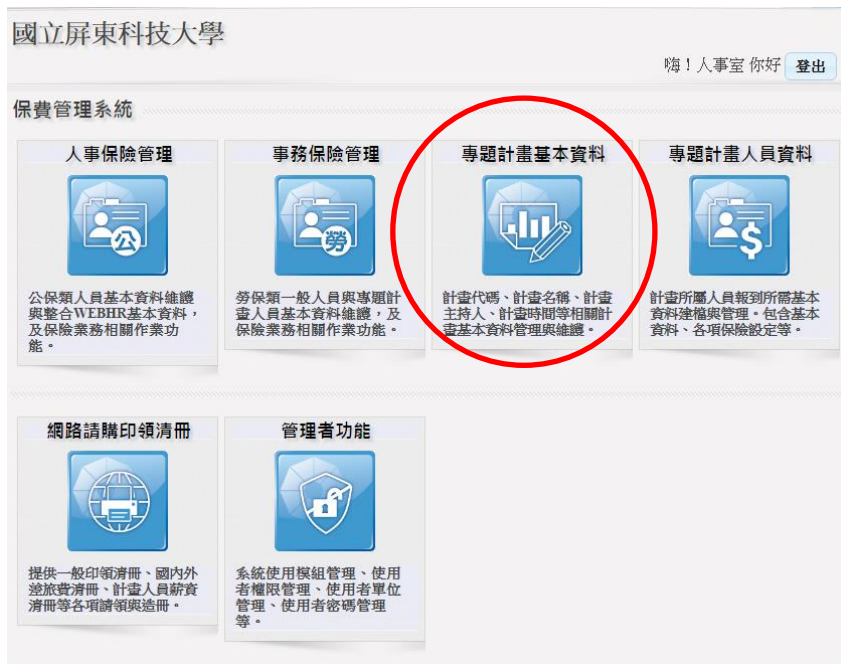 國立屏東科技大學
嗨！人事室 你好 登出
保費管理系統
人事保險管理
公
公保類人員基本資料維護
與整合WEBHR基本資料，
及保險業務相關作業功
能。
事務保險管理
勞
勞保類一般人員與專題計
畫人員基本資料維護，及
保險業務相關作業功能。
專題計畫基本資料
計畫代碼、計畫名稱、計畫
主持人、計畫時間等相關計
畫基本資料管理與維護。
專題計畫人員資料
$
計畫所屬人員報到所需基本
資料建檔與管理。包含基本
資料、各項保險設定等。
網路請購印領清冊
提供一般印領清冊、國內外
差旅費清冊、計畫人員薪資
清冊等各項請領與造冊。
管理者功能
系統使用模組管理、使用
者權限管理、使用者單位
管理、使用者密碼管理
等。